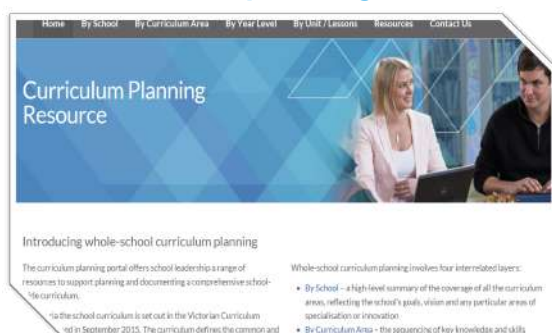 Home By School By Curriculum Area By Year Level By Unit / Lessons Resources Contact Us
Curriculum Planning
Resource
Introducing whole-school curriculum planning
The curriculum planning portal offers school leadership a range of
resources to support planning and documenting a comprehensive school-
curriculum.
the school curriculum is set out in the Victorian Curriculum
in September 2015. The curriculum defines the common and
Whole-school curriculum planning involves four interrelated layers:
• By School – a high-level summary of the coverage of all the curriculum
areas, reflecting the school's goals, vision and any particular areas of
specialisation or innovation
• By Curriculum Area – the sequencing of key knowledge and skills